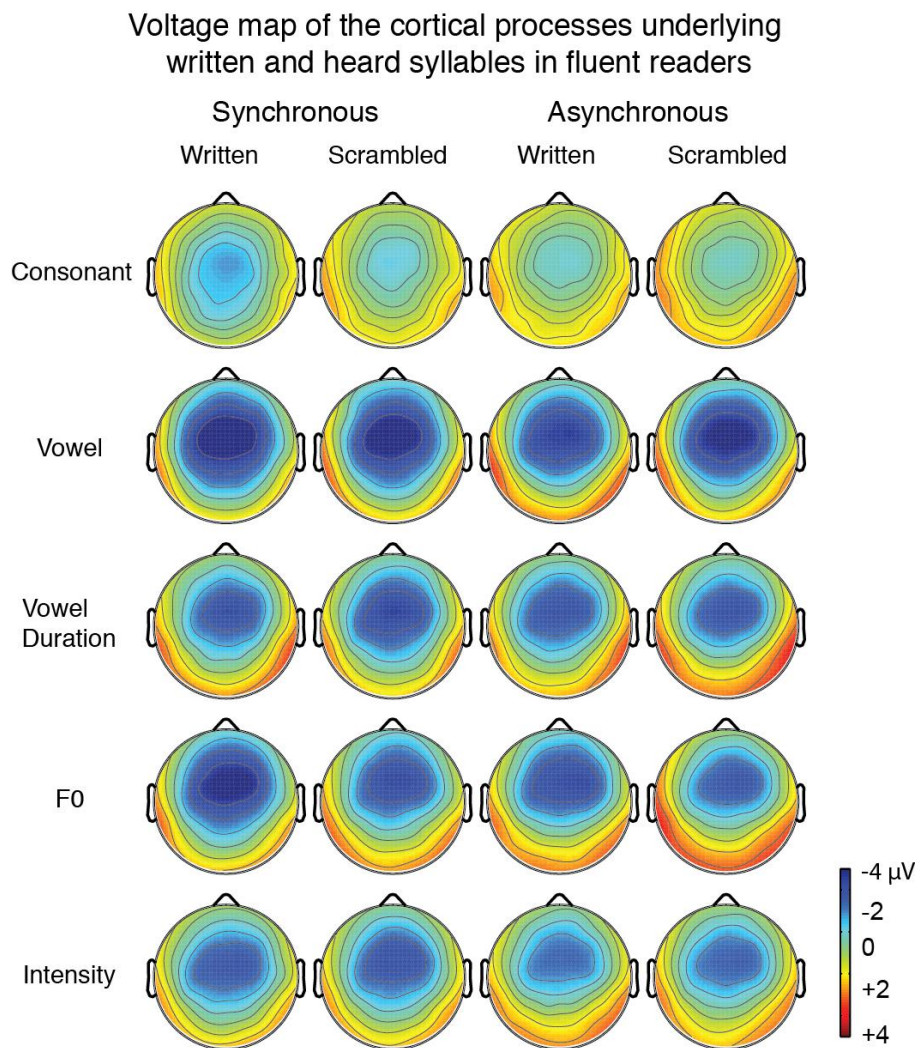 Voltage map of the cortical processes underlying
written and heard syllables in fluent readers
Synchronous Asynchronous
Written Scrambled Written Scrambled
Consonant
Vowel
Vowel
Duration
F0
Intensity
-4 µV
-2
0
+2
+4